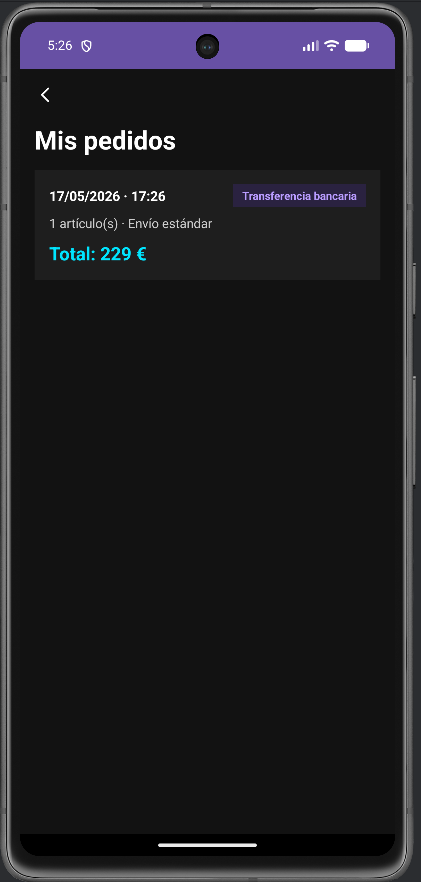 5:26
Mis pedidos
17/05/2026 · 17:26
Transferencia bancaria
1 artículo(s) · Envío estándar
Total: 229 €